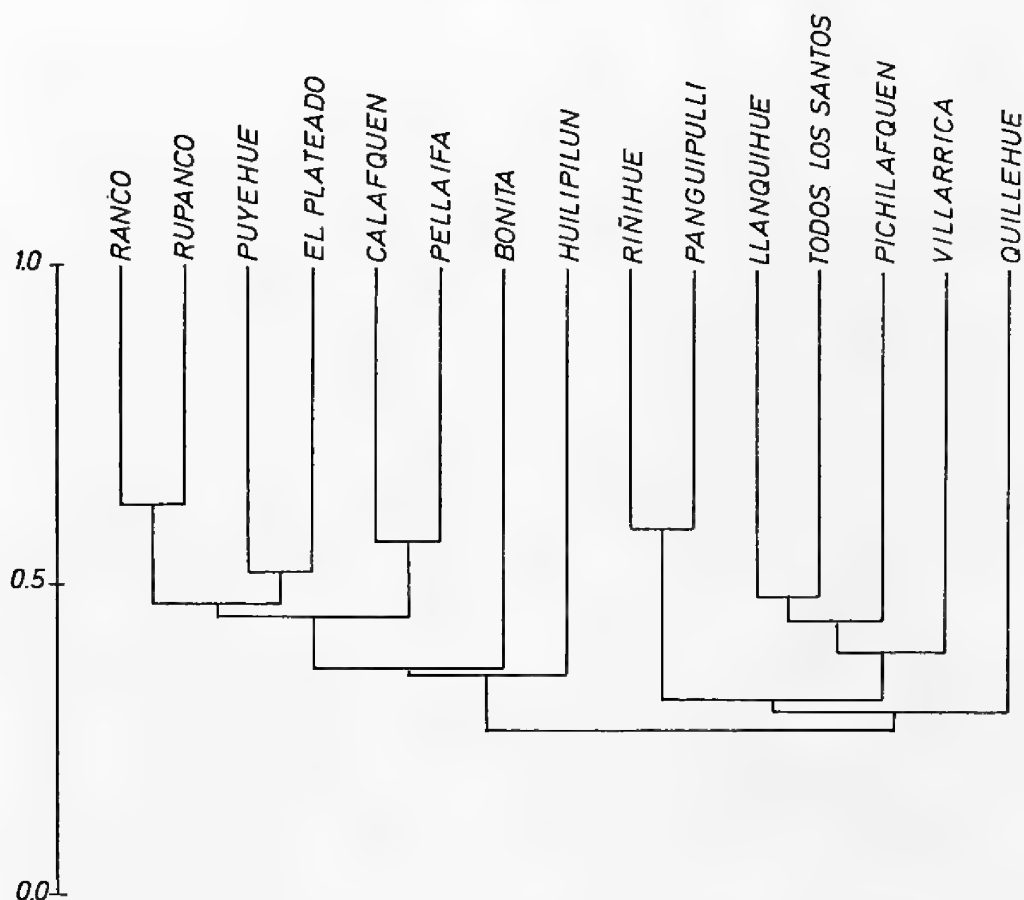 RANCO
RUPANCO
PUYEHUE
EL PLATEADO
CALAFQUEN
PELLAIFA
BONITA
HUILIPILUN
RIÑIHUE
PANGUIPULLI
LLANQUIHUE
TODOS LOS SANTOS
PICHILAFQUEN
VILLARRICA
QUILLEHUE
1.0
0.5
0.0